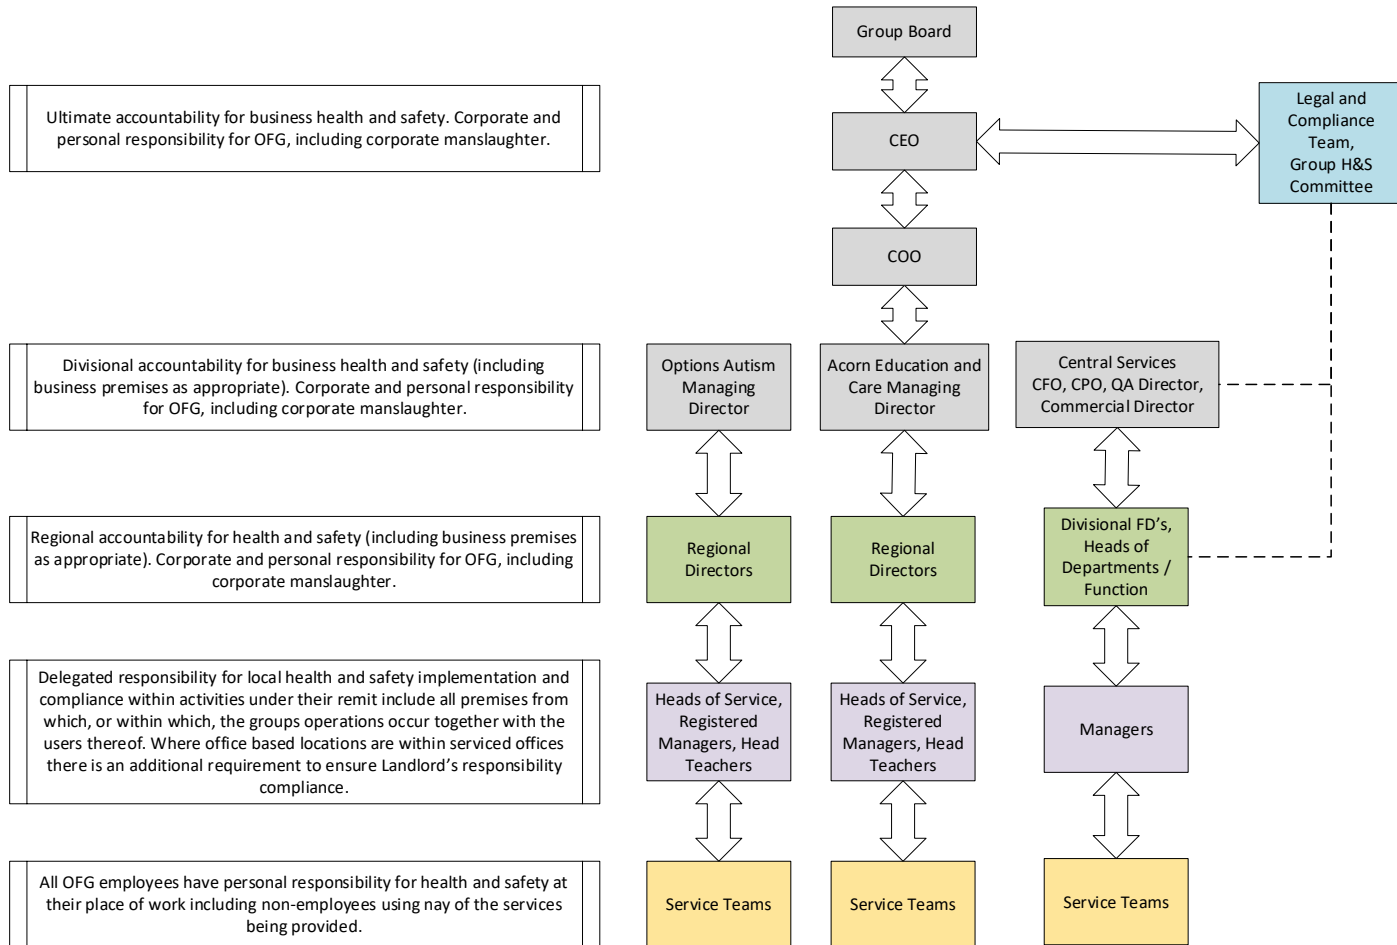 Group Board
Ultimate accountability for business health and safety. Corporate and
personal responsibility for OFG, including corporate manslaughter.
CEO
Legal and
Compliance
Team,
Group H&S
Committee
COO
Divisional accountability for business health and safety (including
business premises as appropriate). Corporate and personal responsibility
for OFG, including corporate manslaughter.
Options Autism
Managing
Director
Acorn Education and
Care Managing
Director
Central Services
CFO, CPO, QA Director,
Commercial Director
Regional accountability for health and safety (including business premises
as appropriate). Corporate and personal responsibility for OFG, including
corporate manslaughter.
Regional
Directors
Regional
Directors
Divisional FD’s,
Heads of
Departments /
Function
Delegated responsibility for local health and safety implementation and
compliance within activities under their remit include all premises from
which, or within which, the groups operations occur together with the
users thereof. Where office based locations are within serviced offices
there is an additional requirement to ensure Landlord’s responsibility
compliance.
Heads of Service,
Registered
Managers, Head
Teachers
Heads of Service,
Registered
Managers, Head
Teachers
Managers
All OFG employees have personal responsibility for health and safety at
their place of work including non-employees using nay of the services
being provided.
Service Teams
Service Teams
Service Teams